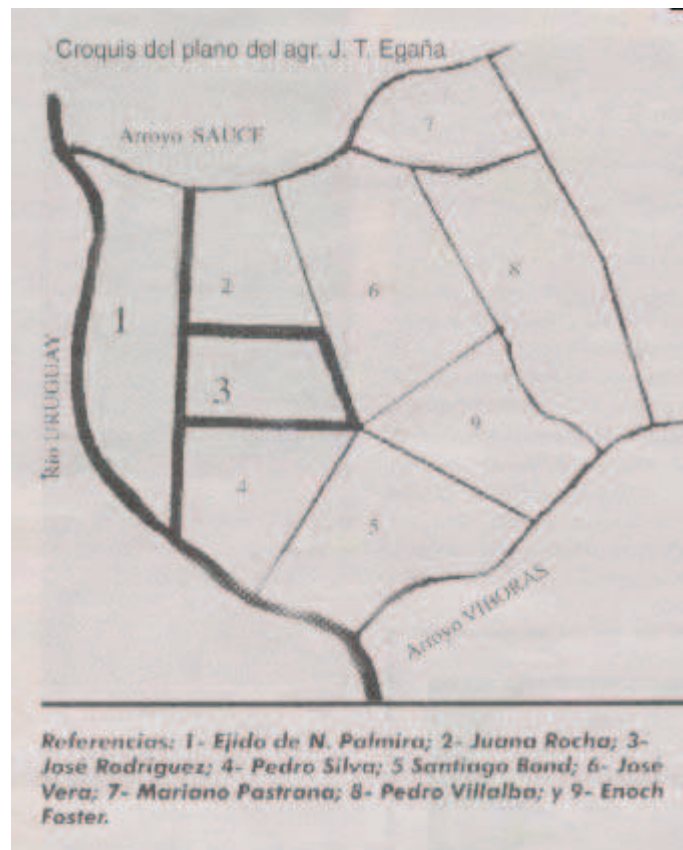 Croquis del plano del agr. J. T. Egaña
Arroyo SAUCE
7
8
2
6
1
Río URUGUAY
3
9
4
5
Arroyo VIBORAS
Referencias: 1- Ejido de N. Palmira; 2- Juana Rocha; 3-
José Rodríguez; 4- Pedro Silva; 5 Santiago Bond; 6- José
Vera; 7- Mariano Pastrana; 8- Pedro Villalba; y 9- Enoch
Foster.